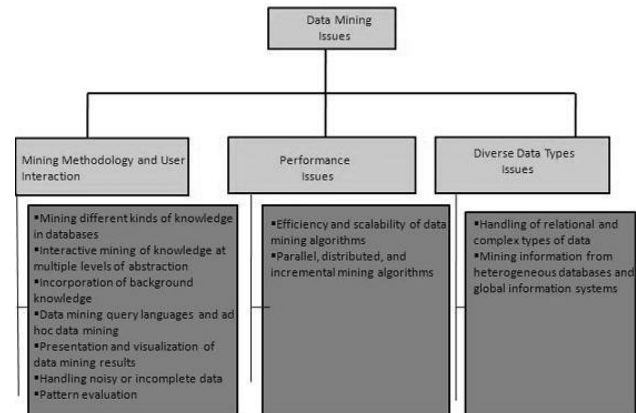 Data Mining
Issues
Mining Methodology and User
Interaction
Performance
Issues
Diverse Data Types
Issues
▪Mining different kinds of knowledge
in databases
▪Interactive mining of knowledge at
multiple levels of abstraction
▪Incorporation of background
knowledge
▪Data mining query languages and ad
hoc data mining
▪Presentation and visualization of
data mining results
▪Handling noisy or incomplete data
▪Pattern evaluation
▪Efficiency and scalability of data
mining algorithms
▪Parallel, distributed, and
incremental mining algorithms
▪Handling of relational and
complex types of data
▪Mining information from
heterogeneous databases and
global information systems